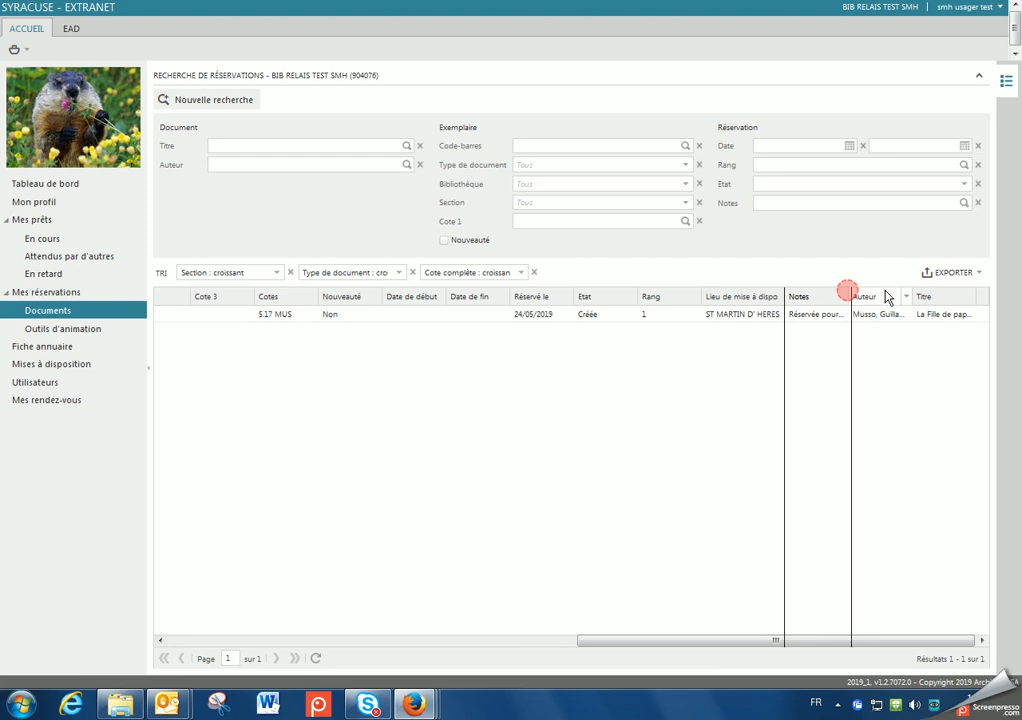 SYRACUSE - EXTRANET
BIB RELAIS TEST SMH
smh usager test
ACCUEIL
EAD
RECHERCHE DE RÉSERVATIONS - BIB RELAIS TEST SMH (904076)
Nouvelle recherche
Document
Exemplaire
Réservation
Titre
Code-barres
Date
Auteur
Type de document
Tous
Rang
Bibliothèque
Tous
Etat
Section
Tous
Notes
Cote 1
Nouveauté
Tableau de bord
Mon profil
Mes prêts
En cours
Attendus par d'autres
En retard
Mes réservations
Documents
Outils d'animation
Fiche annuaire
Mises à disposition
Utilisateurs
Mes rendez-vous
TRI
Section : croissant
Type de document : croi
Cote complète : croissan
EXPORTER
Cote 3
Cotes
Nouveauté
Date de début
Date de fin
Réservé le
Etat
Rang
Lieu de mise à dispo
Notes
Auteur
Titre
5.17 MUS
Non
24/05/2019
Créée
1
ST MARTIN D' HERES
Réservée pour...
Musso, Guilla...
La Fille de pap...
Page
1
sur 1
Résultats 1 - 1 sur 1
2019_1, v1.2.7072.0 - Copyright 2019
FR
Screenpresso
.com